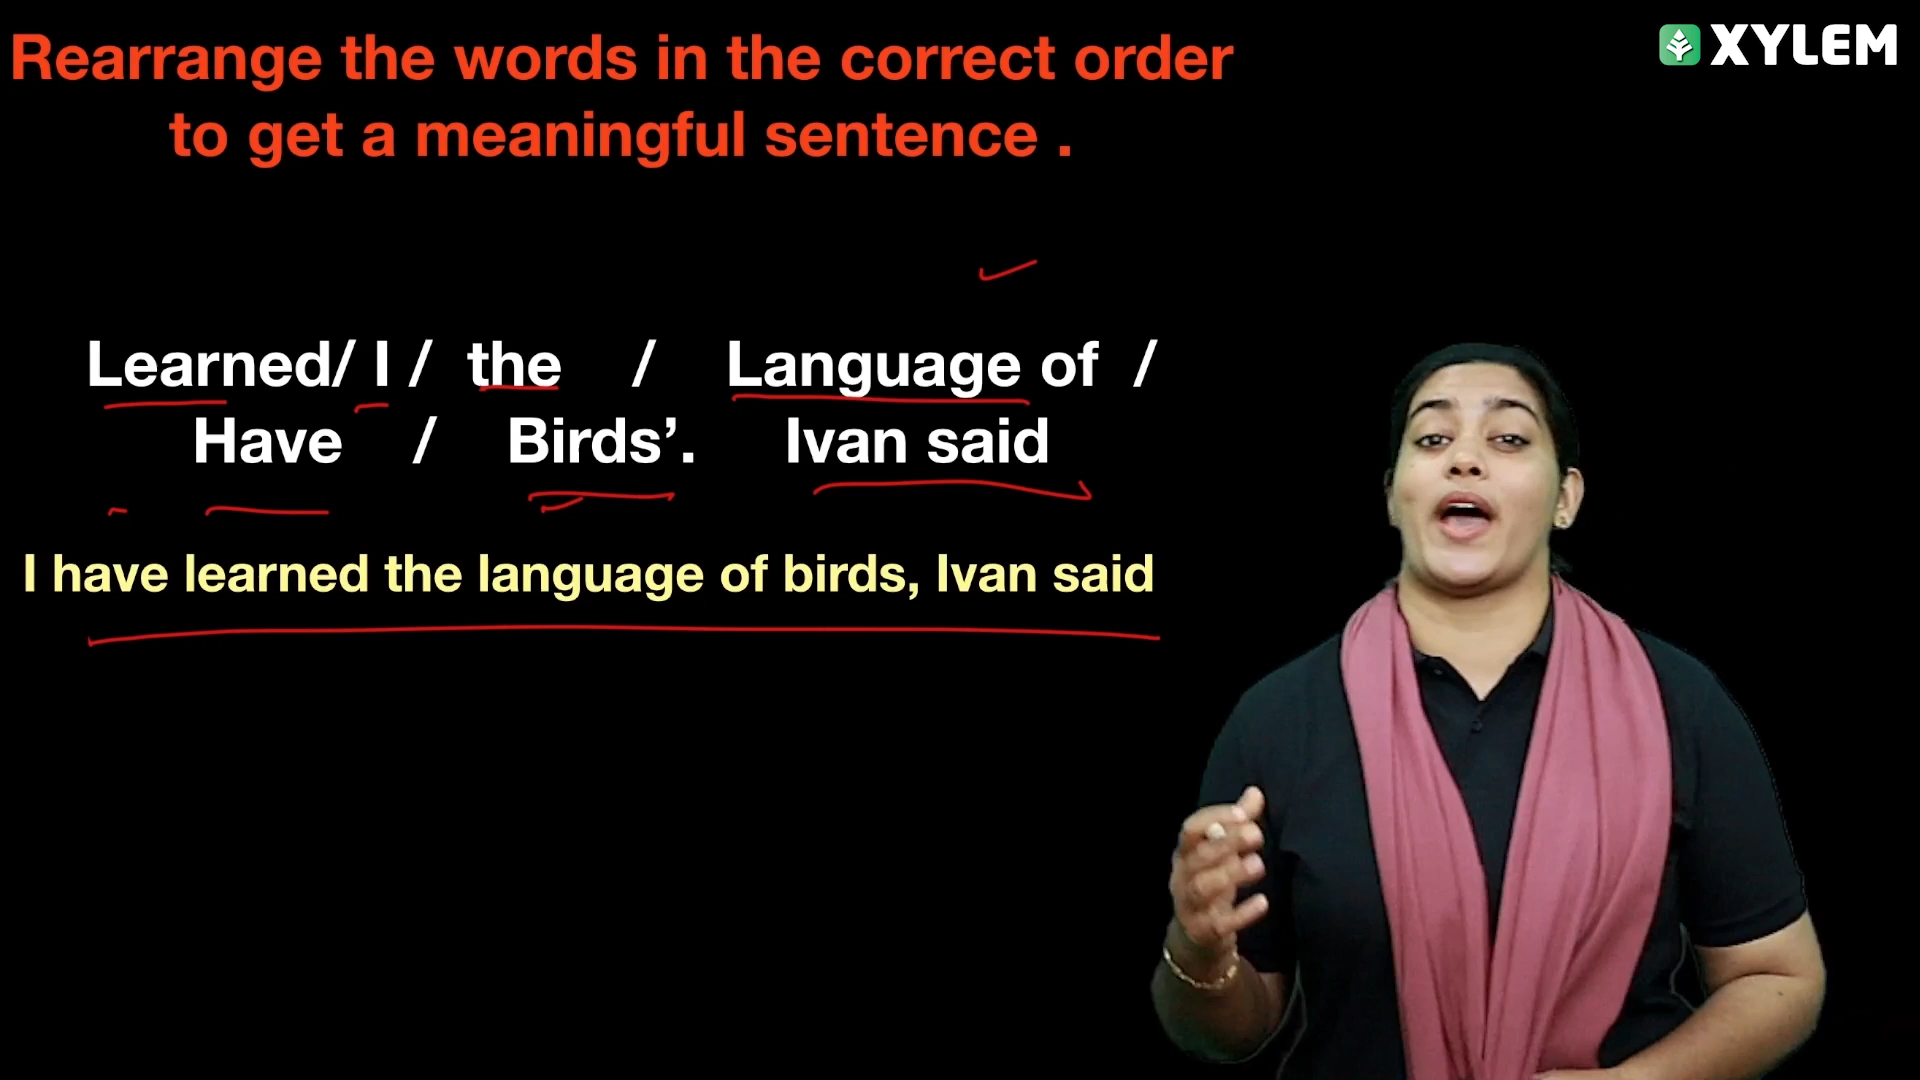 XYLEM
Rearrange the words in the correct order
to get a meaningful sentence .
Learned/ I / the / Language of /
Have / Birds’. Ivan said
I have learned the language of birds, Ivan said